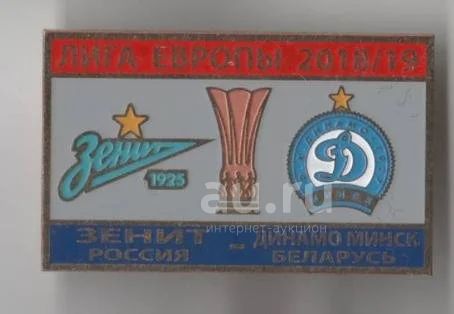 ЛИГА ЕВРОПЫ 2018/19
Зенит
1925
ДИНАМО
Д
МИНСК
au.ru
интернет-аукцион
ЗЕНИТ - ДИНАМО МИНСК
РОССИЯ БЕЛАРУСЬ